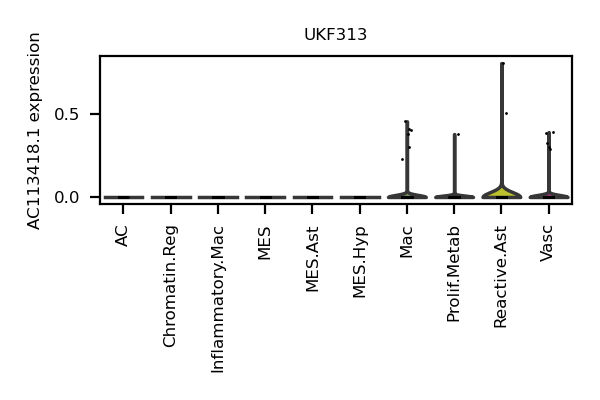 UKF313
AC113418.1 expression
0.5
0.0
AC
Chromatin.Reg
Inflammatory.Mac
MES
MES.Ast
MES.Hyp
Mac
Prolif.Metab
Reactive.Ast
Vasc